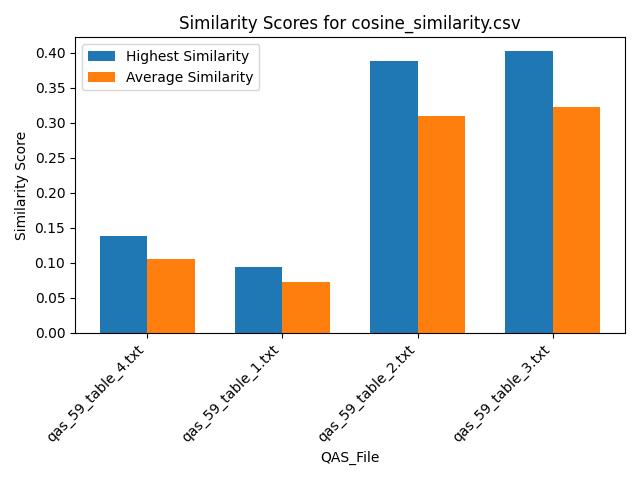 Similarity Scores for cosine_similarity.csv
Highest Similarity
Average Similarity
Similarity Score
0.40
0.35
0.30
0.25
0.20
0.15
0.10
0.05
0.00
qas_59_table_4.txt
qas_59_table_1.txt
qas_59_table_2.txt
qas_59_table_3.txt
QAS_File